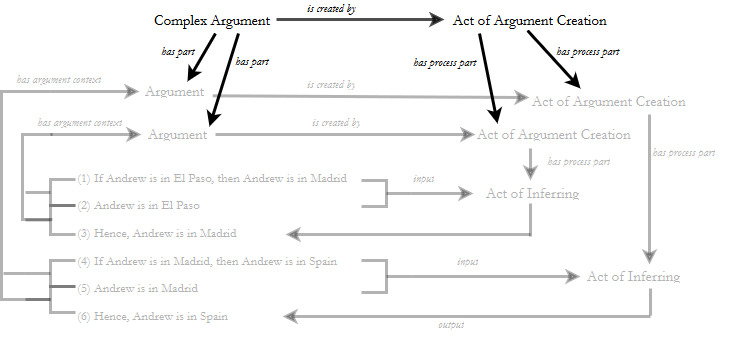 is created by
Complex Argument
Act of Argument Creation
has part
has part
has process part
has process part
has argument context
Argument
is created by
Act of Argument Creation
has argument context
Argument
is created by
Act of Argument Creation
has process part
has process part
(1) If Andrew is in El Paso, then Andrew is in Madrid
input
Act of Inferring
(2) Andrew is in El Paso
(3) Hence, Andrew is in Madrid
(4) If Andrew is in Madrid, then Andrew is in Spain
input
Act of Inferring
(5) Andrew is in Madrid
(6) Hence, Andrew is in Spain
output